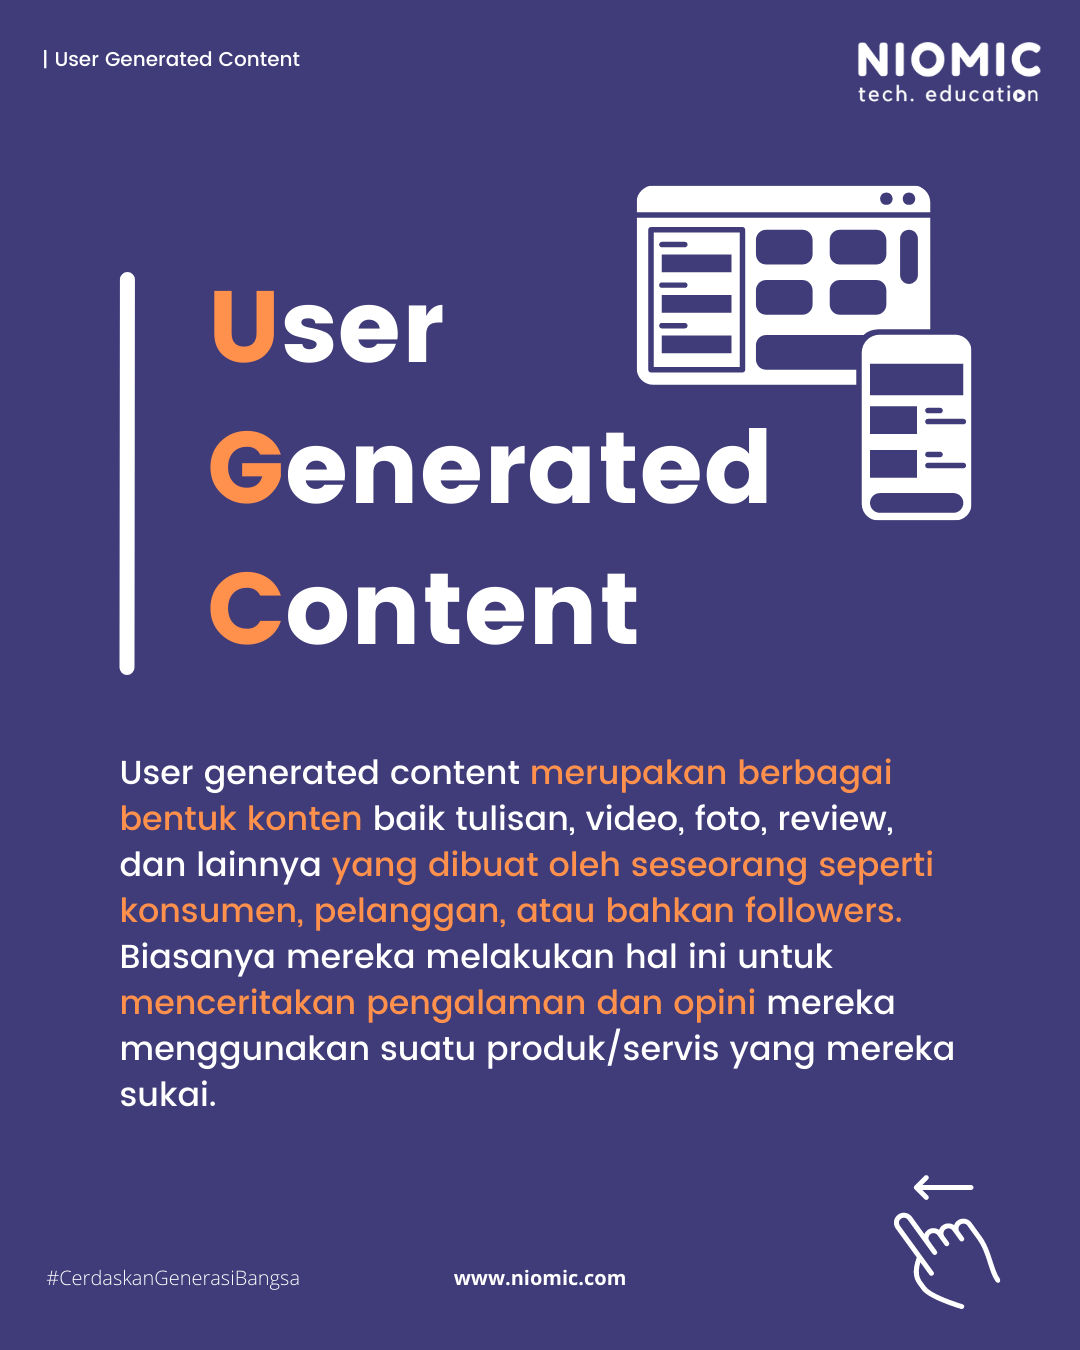 | User Generated Content
NIOMIC
tech. education
User
Generated
Content
User generated content merupakan berbagai
bentuk konten baik tulisan, video, foto, review,
dan lainnya yang dibuat oleh seseorang seperti
konsumen, pelanggan, atau bahkan followers.
Biasanya mereka melakukan hal ini untuk
menceritakan pengalaman dan opini mereka
menggunakan suatu produk/servis yang mereka
sukai.
#CerdaskanGenerasiBangsa
www.niomic.com